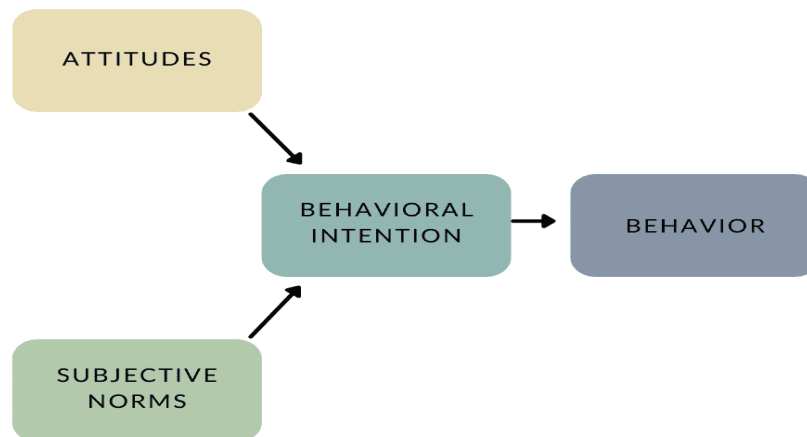 ATTITUDES
BEHAVIORAL
INTENTION
BEHAVIOR
SUBJECTIVE
NORMS